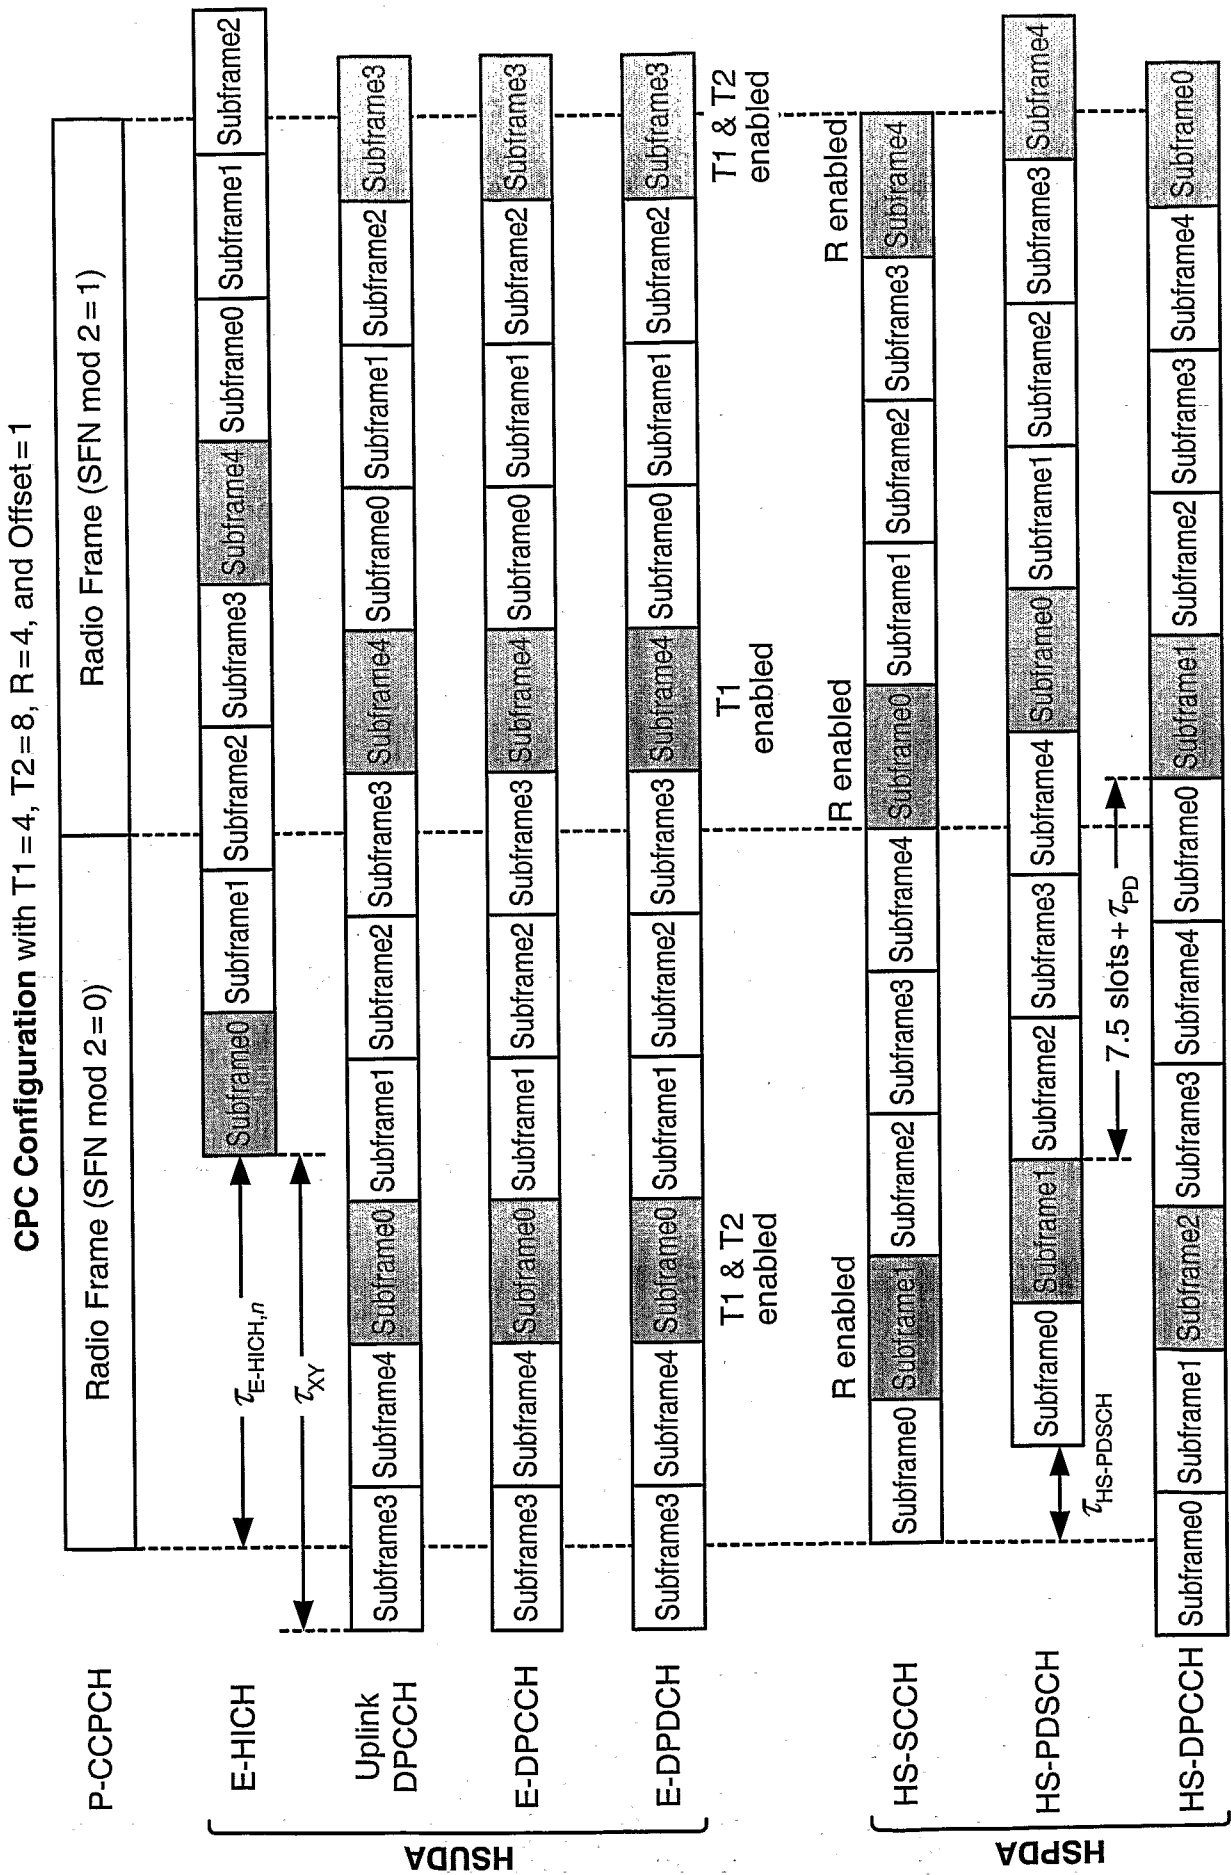 CPC Configuration with T1=4, T2=8, R=4, and Offset=1
P-CCPCH Radio Frame (SFN mod 2=0) Radio Frame (SFN mod 2=1)
HSUDA
E-HICH Subframe0 Subframe1 Subframe2 Subframe3 Subframe4 Subframe0 Subframe1 Subframe2
τE-HICH,n
τXY
Uplink
DPCCH
Subframe3 Subframe4 Subframe0 Subframe1 Subframe2 Subframe3 Subframe4 Subframe0 Subframe1 Subframe2 Subframe3
E-DPCCH Subframe3 Subframe4 Subframe0 Subframe1 Subframe2 Subframe3 Subframe4 Subframe0 Subframe1 Subframe2 Subframe3
E-DPDCH Subframe3 Subframe4 Subframe0 Subframe1 Subframe2 Subframe3 Subframe4 Subframe0 Subframe1 Subframe2 Subframe3
T1 & T2
enabled
T1
enabled
T1 & T2
enabled
HSPDA
R enabled R enabled R enabled
HS-SCCH Subframe0 Subframe1 Subframe2 Subframe3 Subframe4 Subframe0 Subframe1 Subframe2 Subframe3 Subframe4
HS-PDSCH Subframe0 Subframe1 Subframe2 Subframe3 Subframe4 Subframe0 Subframe1 Subframe2 Subframe3 Subframe4
τHS-PDSCH 7.5 slots+τPD
HS-DPCCH Subframe0 Subframe1 Subframe2 Subframe3 Subframe4 Subframe0 Subframe1 Subframe2 Subframe3 Subframe4 Subframe0